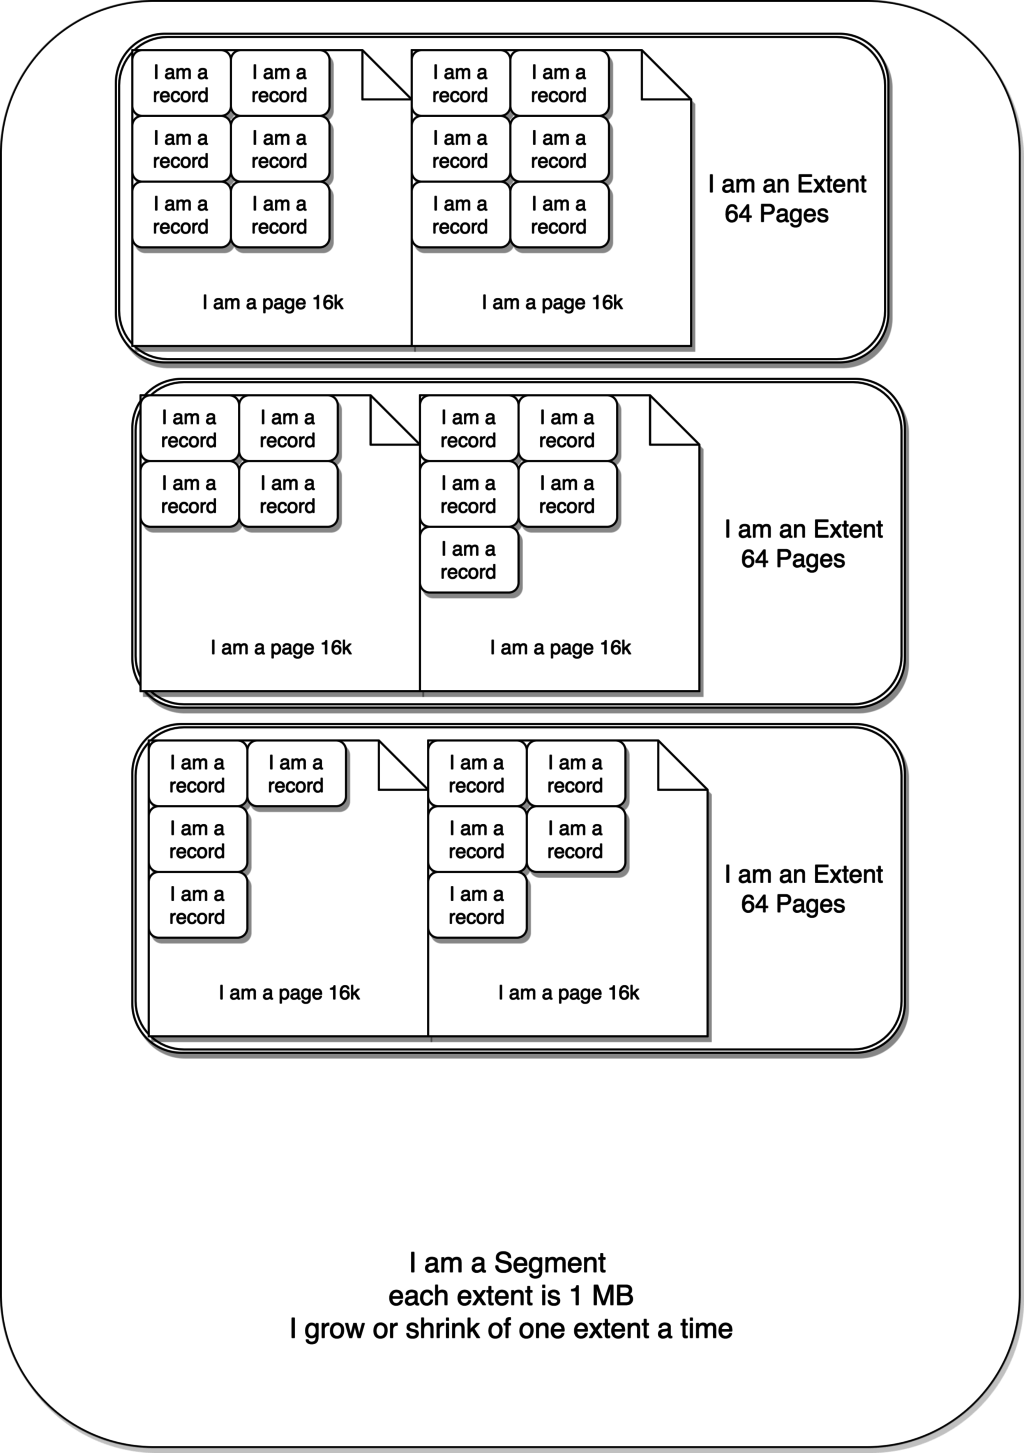 I am a
record
I am a
record
I am a
record
I am a
record
I am a
record
I am a
record
I am a page 16k
I am a
record
I am a
record
I am a
record
I am a
record
I am a
record
I am a
record
I am a page 16k
I am an Extent
64 Pages
I am a
record
I am a
record
I am a
record
I am a
record
I am a page 16k
I am a
record
I am a
record
I am a
record
I am a
record
I am a
record
I am a page 16k
I am an Extent
64 Pages
I am a
record
I am a
record
I am a
record
I am a
record
I am a page 16k
I am a
record
I am a
record
I am a
record
I am a
record
I am a
record
I am a page 16k
I am an Extent
64 Pages
I am a Segment
each extent is 1 MB
I grow or shrink of one extent a time